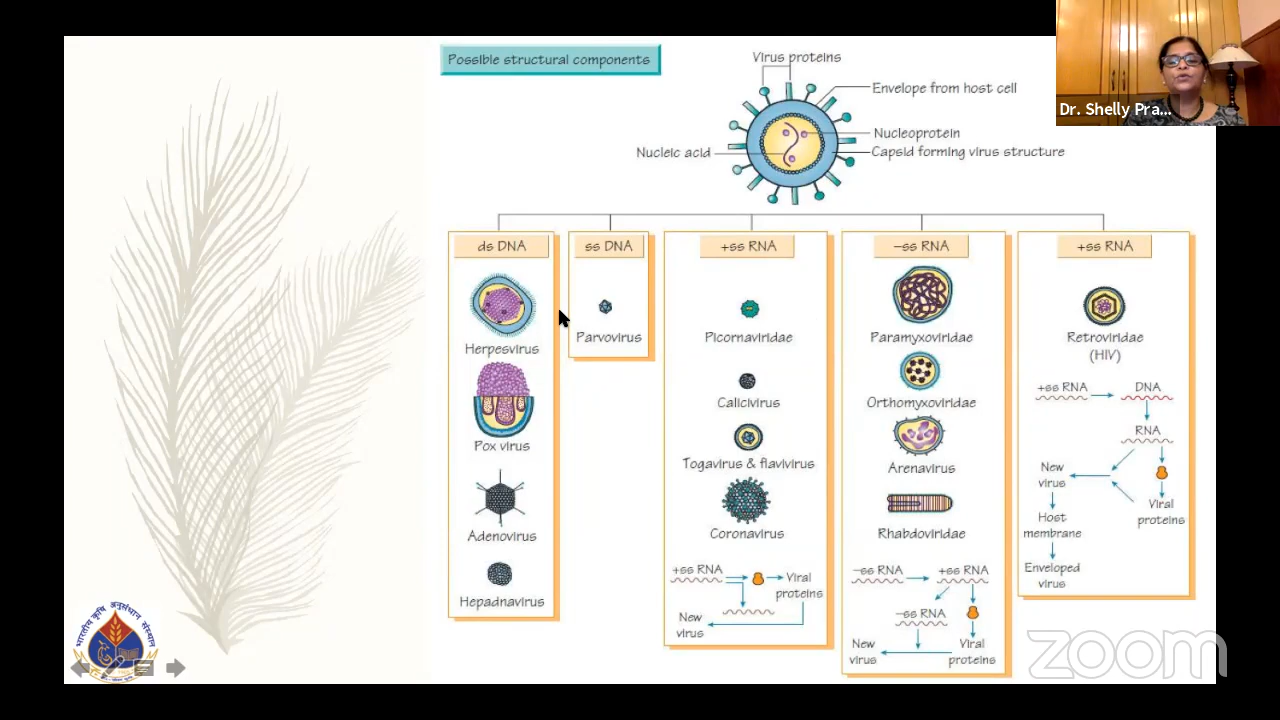 Possible structural components
Virus proteins
Envelope from host cell
Nucleoprotein
Nucleic acid
Capsid forming virus structure
Dr. Shelly Pra...
ds DNA
Herpesvirus
Pox virus
Adenovirus
Hepadnavirus
ss DNA
Parvovirus
+ss RNA
Picornaviridae
Calicivirus
Togavirus & flavivirus
Coronavirus
+ss RNA
Viral
proteins
New
virus
−ss RNA
Paramyxoviridae
Orthomyxoviridae
Arenavirus
Rhabdoviridae
−ss RNA
+ss RNA
−ss RNA
New
virus
Viral
proteins
+ss RNA
Retroviridae
(HIV)
+ss RNA
DNA
RNA
New
virus
Viral
proteins
Host
membrane
Enveloped
virus
भारतीय कृषि अनुसंधान संस्थान
zoom